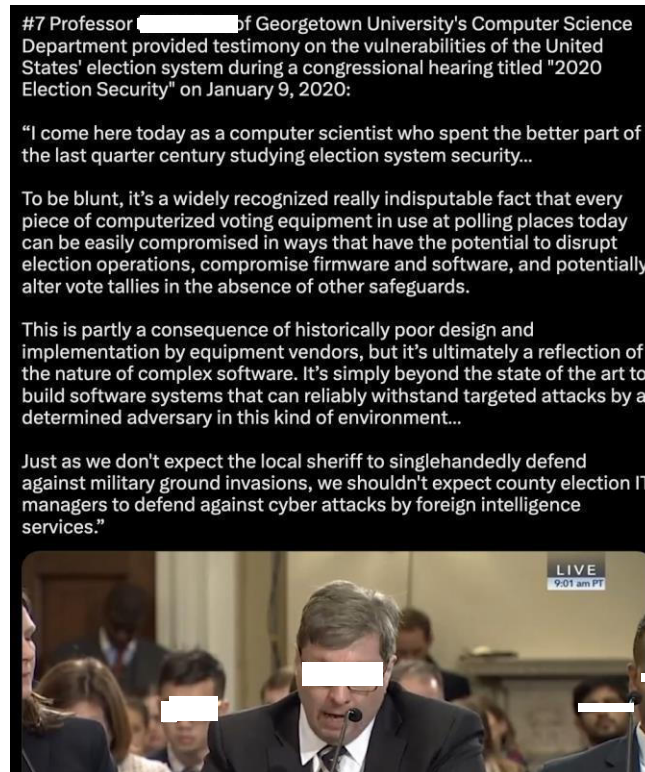 #7 Professor of Georgetown University's Computer Science
Department provided testimony on the vulnerabilities of the United
States' election system during a congressional hearing titled "2020
Election Security" on January 9, 2020:
“I come here today as a computer scientist who spent the better part of
the last quarter century studying election system security...
To be blunt, it’s a widely recognized really indisputable fact that every
piece of computerized voting equipment in use at polling places today
can be easily compromised in ways that have the potential to disrupt
election operations, compromise firmware and software, and potentially
alter vote tallies in the absence of other safeguards.
This is partly a consequence of historically poor design and
implementation by equipment vendors, but it’s ultimately a reflection of
the nature of complex software. It’s simply beyond the state of the art to
build software systems that can reliably withstand targeted attacks by a
determined adversary in this kind of environment...
Just as we don't expect the local sheriff to singlehandedly defend
against military ground invasions, we shouldn't expect county election IT
managers to defend against cyber attacks by foreign intelligence
services.”
LIVE
9:01 am PT